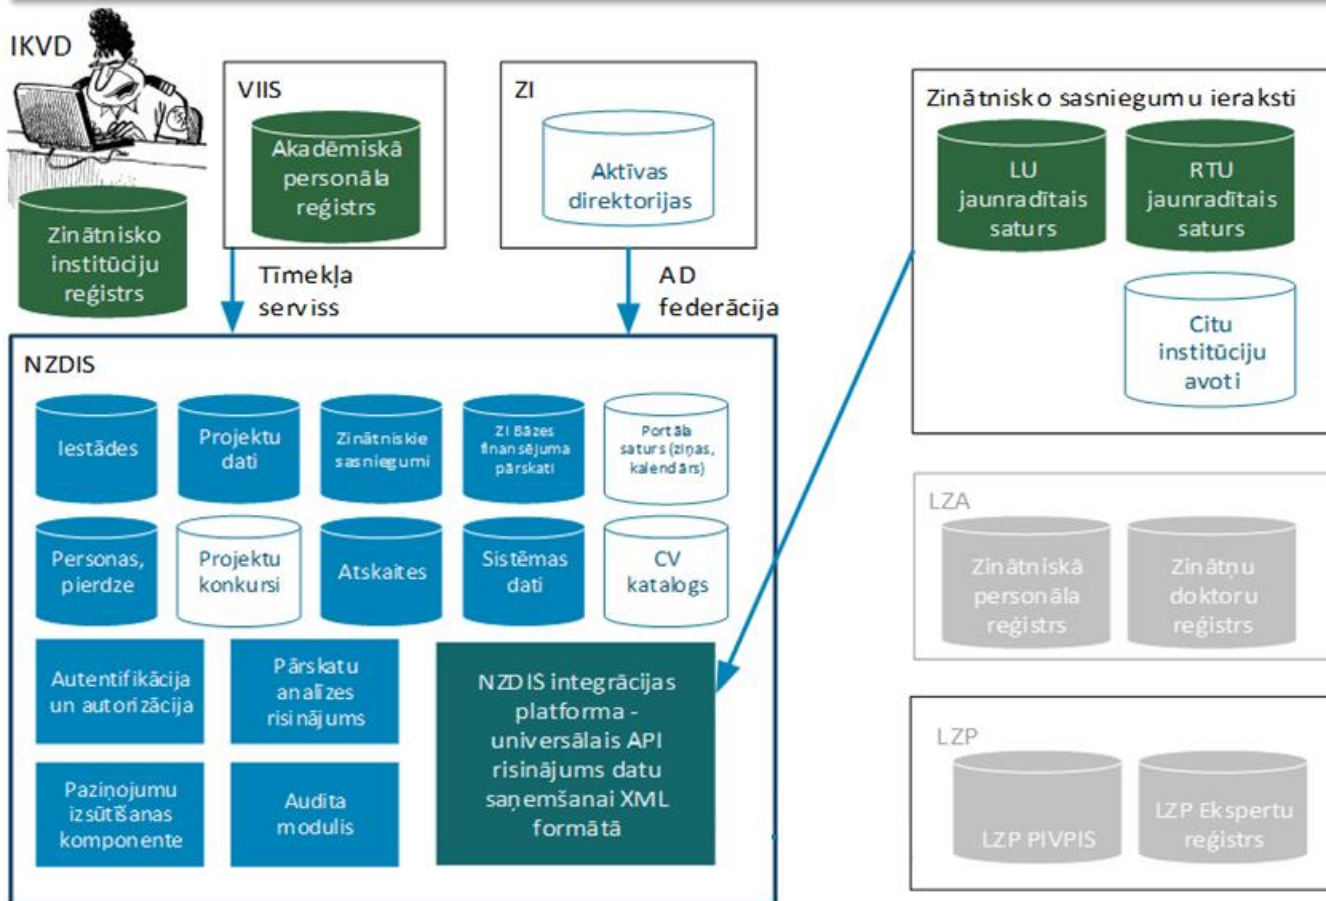 IKVD
Zinātnisko
institūciju
reģistrs
VIIS
Akadēmiskā
personāla
reģistrs
Tīmekļa
serviss
ZI
Aktīvas
direktorijas
AD
federācija
Zinātnisko sasniegumu ieraksti
LU
jaunradītais
saturs
RTU
jaunradītais
saturs
Citu
institūciju
avoti
NZDIS
Iestādes
Projektu
dati
Zinātniskie
sasniegumi
ZI Bāzes
finansējuma
pārskati
Portāla
saturs (ziņas,
kalendārs)
Personas,
pierdze
Projektu
konkursi
Atskaites
Sistēmas
dati
CV
katalogs
Autentifikācija
un autorizācija
Pārskatu
analīzes
risinājums
Paziņojumu
izsūtīšanas
komponente
Audita
modulis
NZDIS integrācijas
platforma -
universālais API
risinājums datu
saņemšanai XML
formātā
LZA
Zinātniskā
personāla
reģistrs
Zinātņu
doktoru
reģistrs
LZP
LZP PIVPIS
LZP Ekspertu
reģistrs